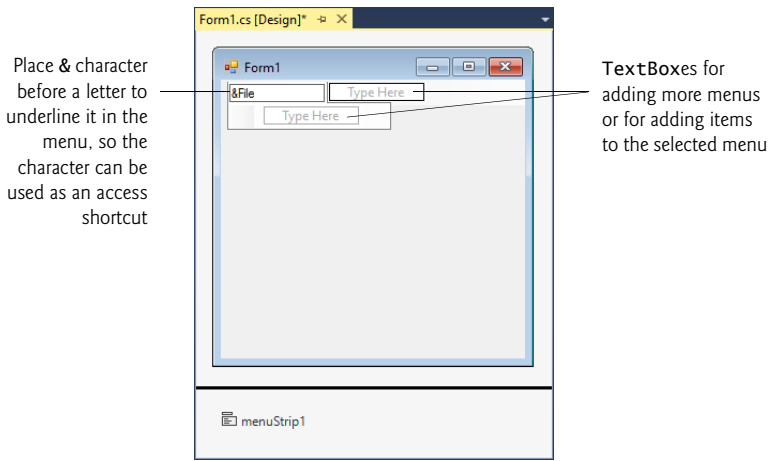 Form1.cs [Design]*
Place & character
before a letter to
underline it in the
menu, so the
character can be
used as an access
shortcut
Form1
&File
Type Here
Type Here
TextBoxes for
adding more menus
or for adding items
to the selected menu
menuStrip1